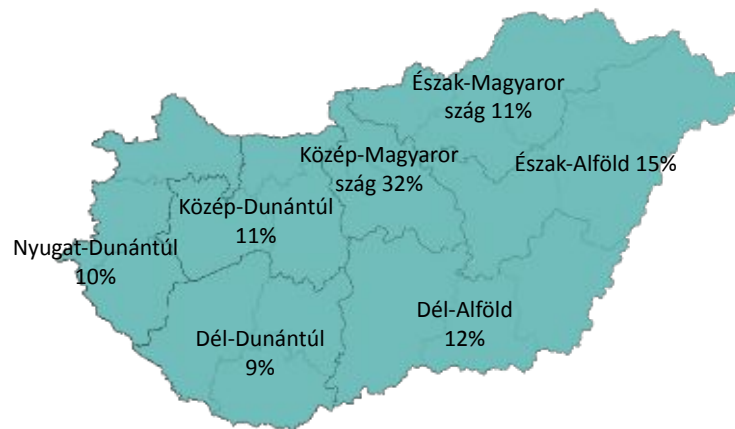 Észak-Magyaror
szág 11%
Közép-Magyaror
szág 32%
Észak-Alföld 15%
Közép-Dunántúl
11%
Nyugat-Dunántúl
10%
Dél-Alföld
12%
Dél-Dunántúl
9%